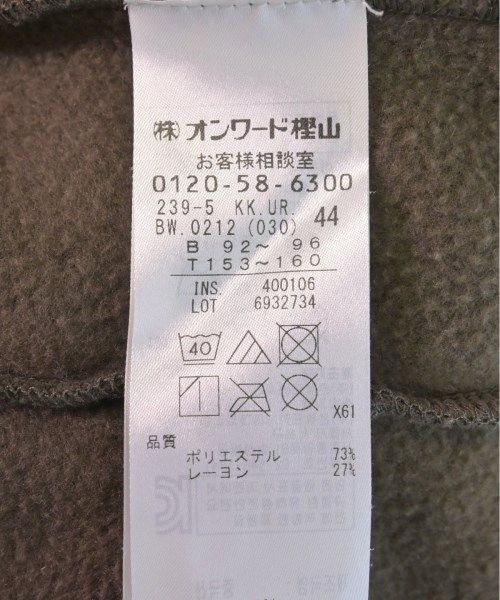 (株)オンワード樫山
お客様相談室
0120-58-6300
239-5 KK.UR.
BW.0212 (030) 44
B 92〜 96
T153〜160
INS. 400106
LOT 6932734
40
X61
品質
ポリエステル 73%
レーヨン 27%